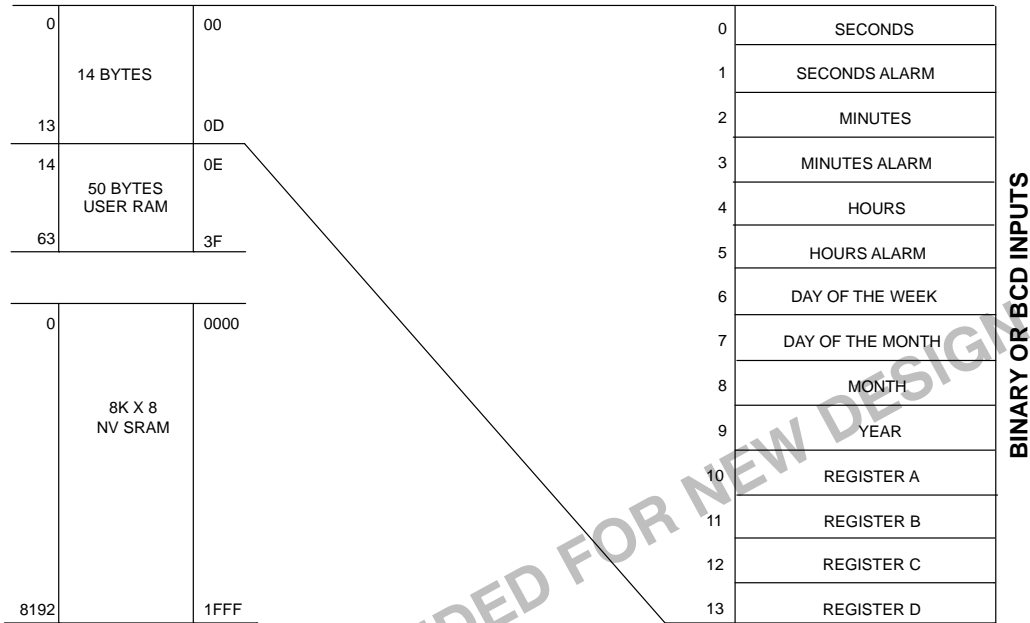 0
00
14 BYTES
13
0D
14
0E
50 BYTES
USER RAM
63
3F
0
0000
8K X 8
NV SRAM
8192
1FFF
0 SECONDS
1 SECONDS ALARM
2 MINUTES
3 MINUTES ALARM
4 HOURS
5 HOURS ALARM
6 DAY OF THE WEEK
7 DAY OF THE MONTH
8 MONTH
9 YEAR
10 REGISTER A
11 REGISTER B
12 REGISTER C
13 REGISTER D
BINARY OR BCD INPUTS
FOR NEW DESIGN